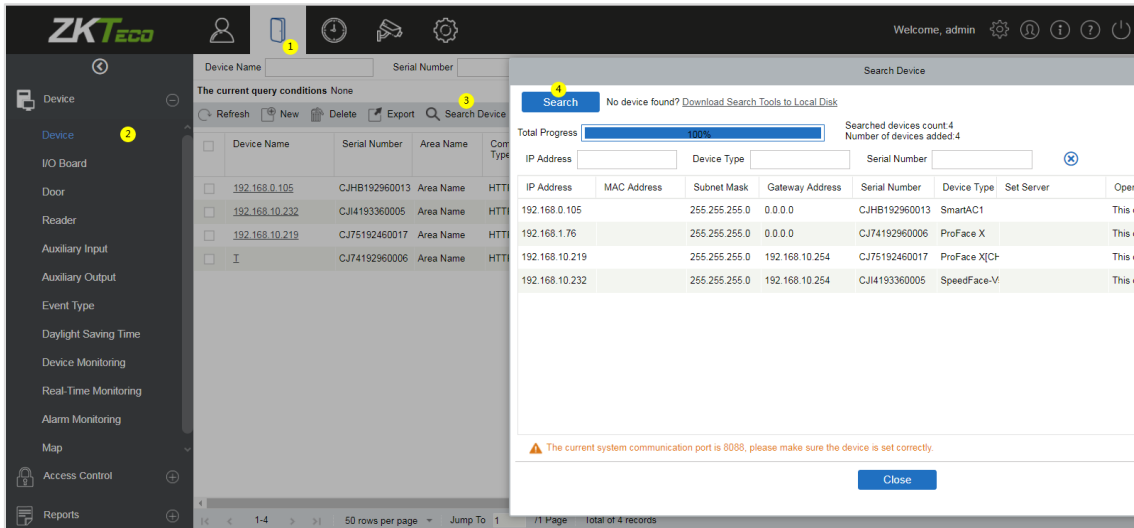 ZKTECO
1
Welcome, admin
Device
Device
2
I/O Board
Door
Reader
Auxiliary Input
Auxiliary Output
Event Type
Daylight Saving Time
Device Monitoring
Real-Time Monitoring
Alarm Monitoring
Map
Access Control
Reports
Device Name Serial Number
The current query conditions None
3
Refresh New Delete Export Search Device
Device Name Serial Number Area Name
192.168.0.105 CJHB192960013 Area Name
192.168.10.232 CJI4193360005 Area Name
192.168.10.219 CJ75192460017 Area Name
T CJ74192960006 Area Name
1-4 50 rows per page Jump To 1 /1 Page Total of 4 records
Search Device
4
Search No device found? Download Search Tools to Local Disk
Total Progress 100% Searched devices count:4
Number of devices added:4
IP Address Device Type Serial Number
IP Address MAC Address Subnet Mask Gateway Address Serial Number Device Type Set Server Oper
192.168.0.105 255.255.255.0 0.0.0.0 CJHB192960013 SmartAC1 This
192.168.1.76 255.255.255.0 0.0.0.0 CJ74192960006 ProFace X This
192.168.10.219 255.255.255.0 192.168.10.254 CJ75192460017 ProFace X[CH This
192.168.10.232 255.255.255.0 192.168.10.254 CJI4193360005 SpeedFace-V This
The current system communication port is 8088, please make sure the device is set correctly.
Close